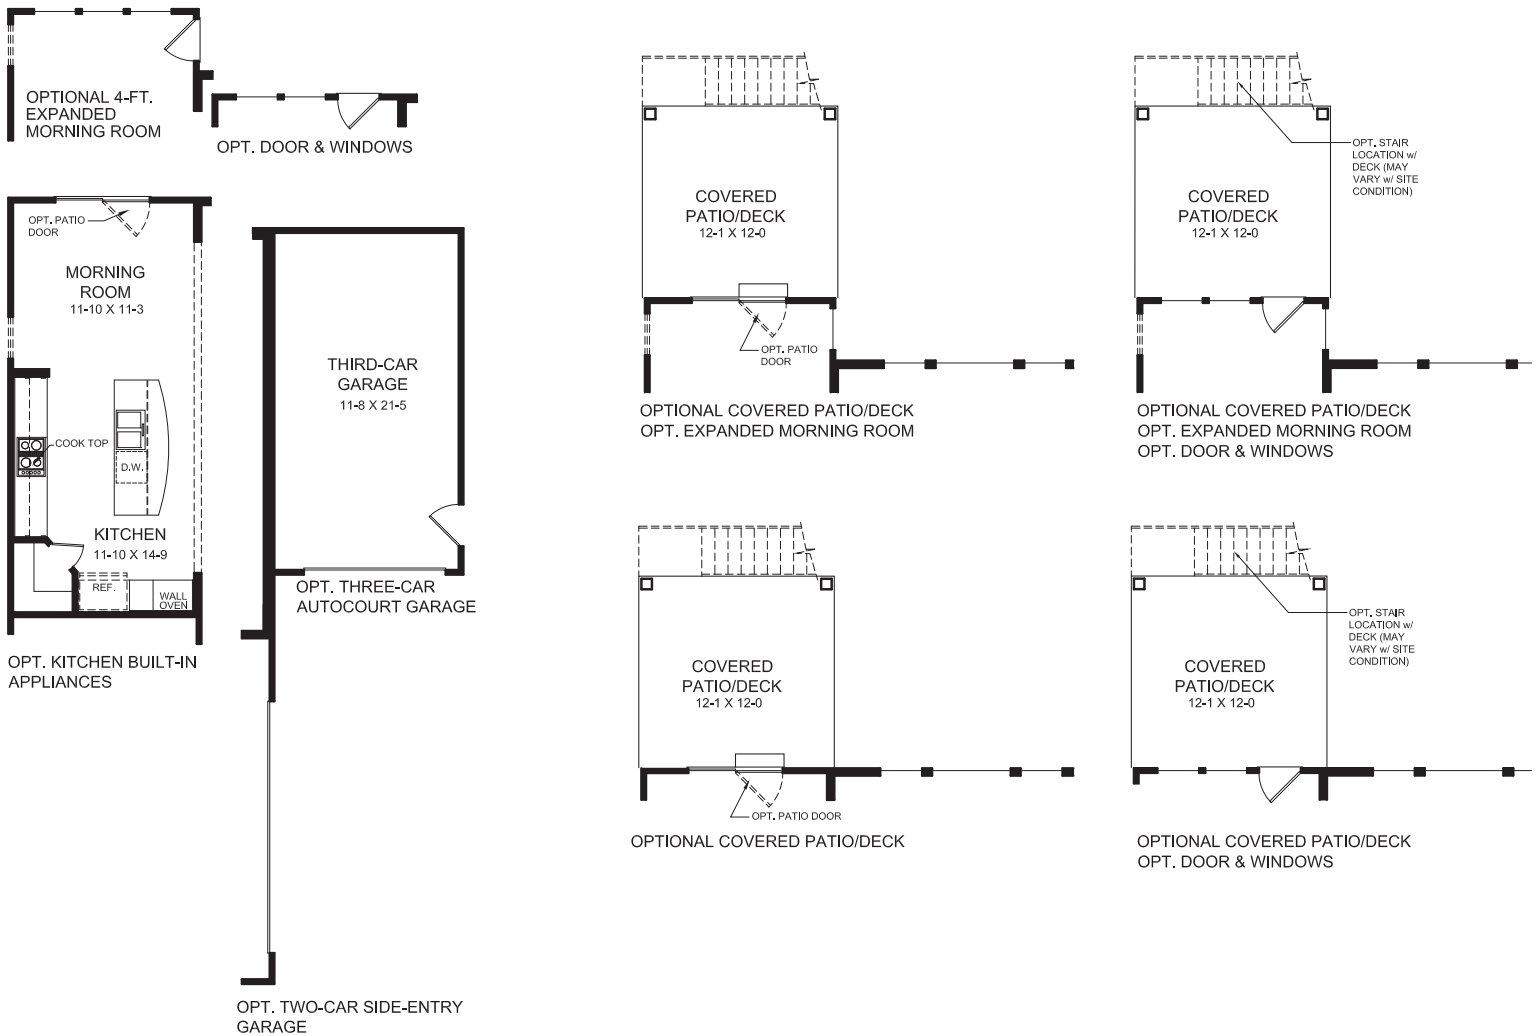 OPTIONAL 4-FT.
EXPANDED
MORNING ROOM
OPT. DOOR & WINDOWS
OPT. PATIO
DOOR
MORNING
ROOM
11-10 X 11-3
COOK TOP
D.W.
KITCHEN
11-10 X 14-9
REF.
WALL
OVEN
OPT. KITCHEN BUILT-IN
APPLIANCES
THIRD-CAR
GARAGE
11-8 X 21-5
OPT. THREE-CAR
AUTOCOURT GARAGE
OPT. TWO-CAR SIDE-ENTRY
GARAGE
COVERED
PATIO/DECK
12-1 X 12-0
OPT. PATIO
DOOR
OPTIONAL COVERED PATIO/DECK
OPT. EXPANDED MORNING ROOM
OPT. STAIR
LOCATION w/
DECK (MAY
VARY w/ SITE
CONDITION)
COVERED
PATIO/DECK
12-1 X 12-0
OPTIONAL COVERED PATIO/DECK
OPT. EXPANDED MORNING ROOM
OPT. DOOR & WINDOWS
COVERED
PATIO/DECK
12-1 X 12-0
OPT. PATIO DOOR
OPTIONAL COVERED PATIO/DECK
OPT. STAIR
LOCATION w/
DECK (MAY
VARY w/ SITE
CONDITION)
COVERED
PATIO/DECK
12-1 X 12-0
OPTIONAL COVERED PATIO/DECK
OPT. DOOR & WINDOWS